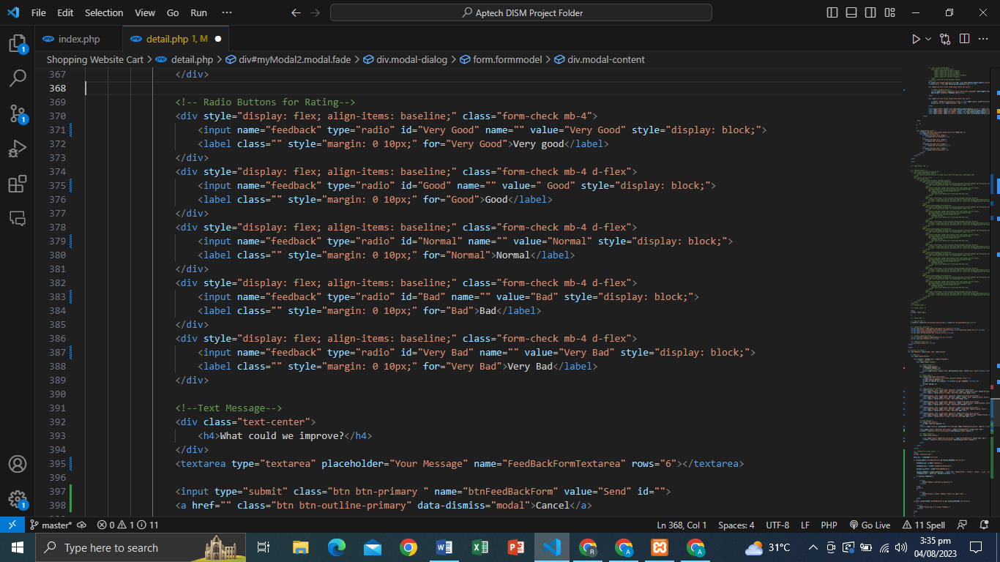 File Edit Selection View Go Run ··· Aptech DISM Project Folder
index.php detail.php 1, M
Shopping Website Cart > detail.php > div#myModal2.modal.fade > div.modal-dialog > form.formmodel > div.modal-content
367 </div>
368
369 <!-- Radio Buttons for Rating-->
370 <div style="display: flex; align-items: baseline;" class="form-check mb-4">
371 <input name="feedback" type="radio" id="Very Good" name="" value="Very Good" style="display: block;">
372 <label class="" style="margin: 0 10px;" for="Very Good">Very good</label>
373 </div>
374 <div style="display: flex; align-items: baseline;" class="form-check mb-4 d-flex">
375 <input name="feedback" type="radio" id="Good" name="" value=" Good" style="display: block;">
376 <label class="" style="margin: 0 10px;" for="Good">Good</label>
377 </div>
378 <div style="display: flex; align-items: baseline;" class="form-check mb-4 d-flex">
379 <input name="feedback" type="radio" id="Normal" name="" value="Normal" style="display: block;">
380 <label class="" style="margin: 0 10px;" for="Normal">Normal</label>
381 </div>
382 <div style="display: flex; align-items: baseline;" class="form-check mb-4 d-flex">
383 <input name="feedback" type="radio" id="Bad" name="" value="Bad" style="display: block;">
384 <label class="" style="margin: 0 10px;" for="Bad">Bad</label>
385 </div>
386 <div style="display: flex; align-items: baseline;" class="form-check mb-4 d-flex">
387 <input name="feedback" type="radio" id="Very Bad" name="" value="Very Bad" style="display: block;">
388 <label class="" style="margin: 0 10px;" for="Very Bad">Very Bad</label>
389 </div>
390
391 <!--Text Message-->
392 <div class="text-center">
393 <h4>What could we improve?</h4>
394 </div>
395 <textarea type="textarea" placeholder="Your Message" name="FeedBackFormTextarea" rows="6"></textarea>
396
397 <input type="submit" class="btn btn-primary " name="btnFeedBackForm" value="Send" id="">
398 <a href="" class="btn btn-outline-primary" data-dismiss="modal">Cancel</a>
master* 0 1 11 Ln 368, Col 1 Spaces: 4 UTF-8 LF PHP Go Live 11 Spell
Type here to search 31°C 3:35 pm
04/08/2023